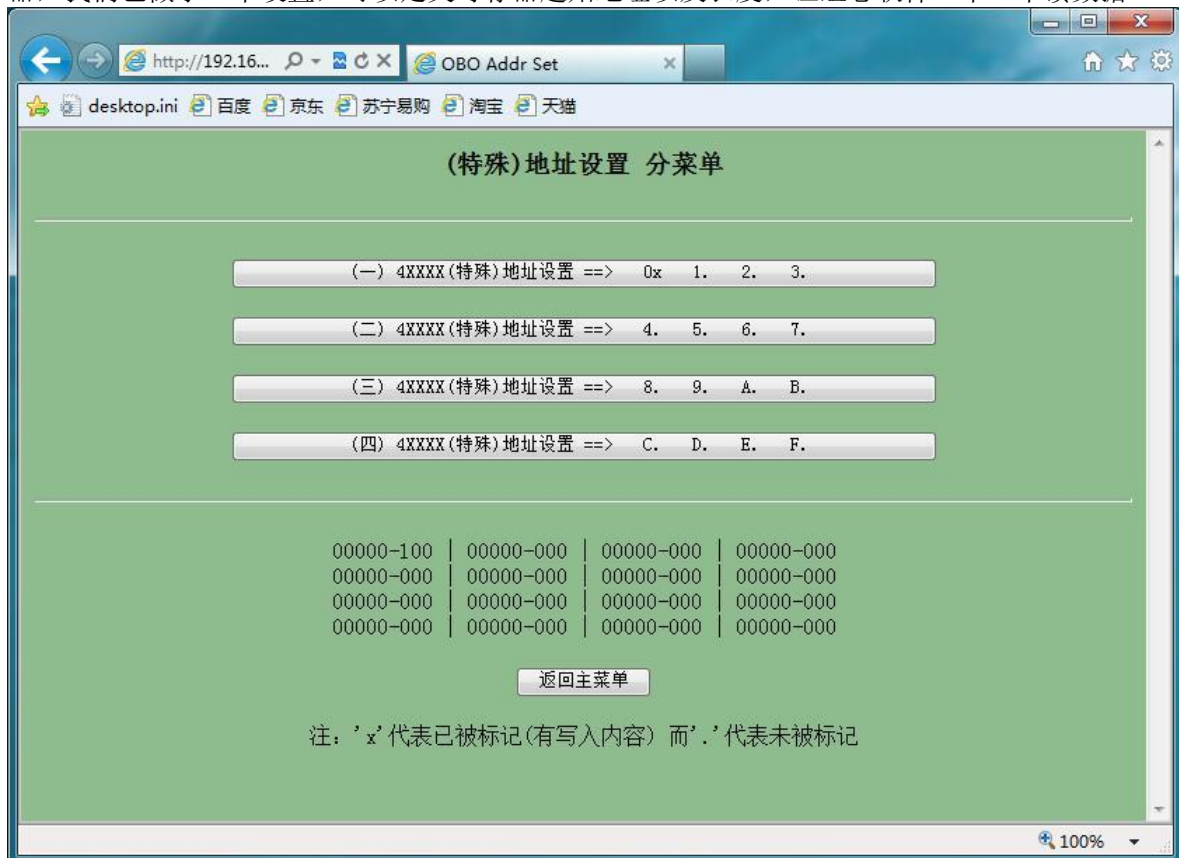 http://192.16...
OBO Addr Set
desktop.ini 百度 京东 苏宁易购 淘宝 天猫
(特殊)地址设置 分菜单
(一) 4XXXX(特殊)地址设置 ==> 0x 1. 2. 3.
(二) 4XXXX(特殊)地址设置 ==> 4. 5. 6. 7.
(三) 4XXXX(特殊)地址设置 ==> 8. 9. A. B.
(四) 4XXXX(特殊)地址设置 ==> C. D. E. F.
00000-100 | 00000-000 | 00000-000 | 00000-000
00000-000 | 00000-000 | 00000-000 | 00000-000
00000-000 | 00000-000 | 00000-000 | 00000-000
00000-000 | 00000-000 | 00000-000 | 00000-000
返回主菜单
注：'x'代表已被标记(有写入内容) 而'.'代表未被标记
100%